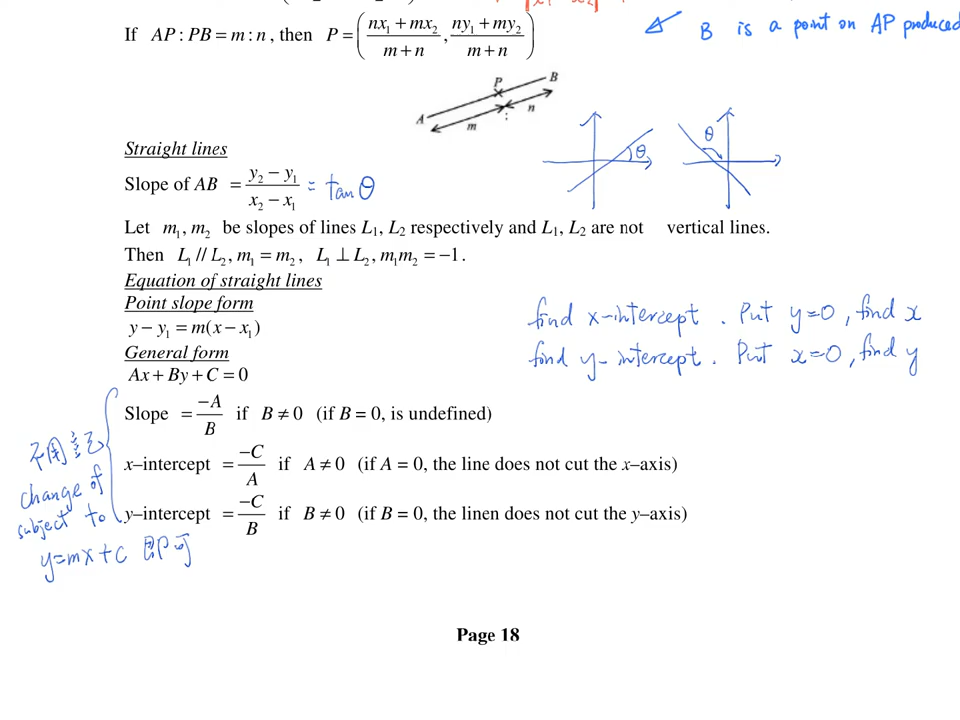 If AP : PB = m : n, then P = ( (nx₁ + mx₂)/(m + n) , (ny₁ + my₂)/(m + n) )
B is a point on AP produced
A P B
m n
Straight lines
θ θ
Slope of AB = (y₂ − y₁)/(x₂ − x₁) = tan θ
Let m₁, m₂ be slopes of lines L₁, L₂ respectively and L₁, L₂ are not vertical lines.
Then L₁ // L₂, m₁ = m₂, L₁ ⊥ L₂, m₁m₂ = −1.
Equation of straight lines
Point slope form
y − y₁ = m(x − x₁)
find x-intercept. Put y=0, find x
General form
find y-intercept. Put x=0, find y
Ax + By + C = 0
Slope = −A/B if B ≠ 0 (if B = 0, is undefined)
x–intercept = −C/A if A ≠ 0 (if A = 0, the line does not cut the x–axis)
y–intercept = −C/B if B ≠ 0 (if B = 0, the linen does not cut the y–axis)
不用記
change of
subject to
y=mx+c 即可
Page 18